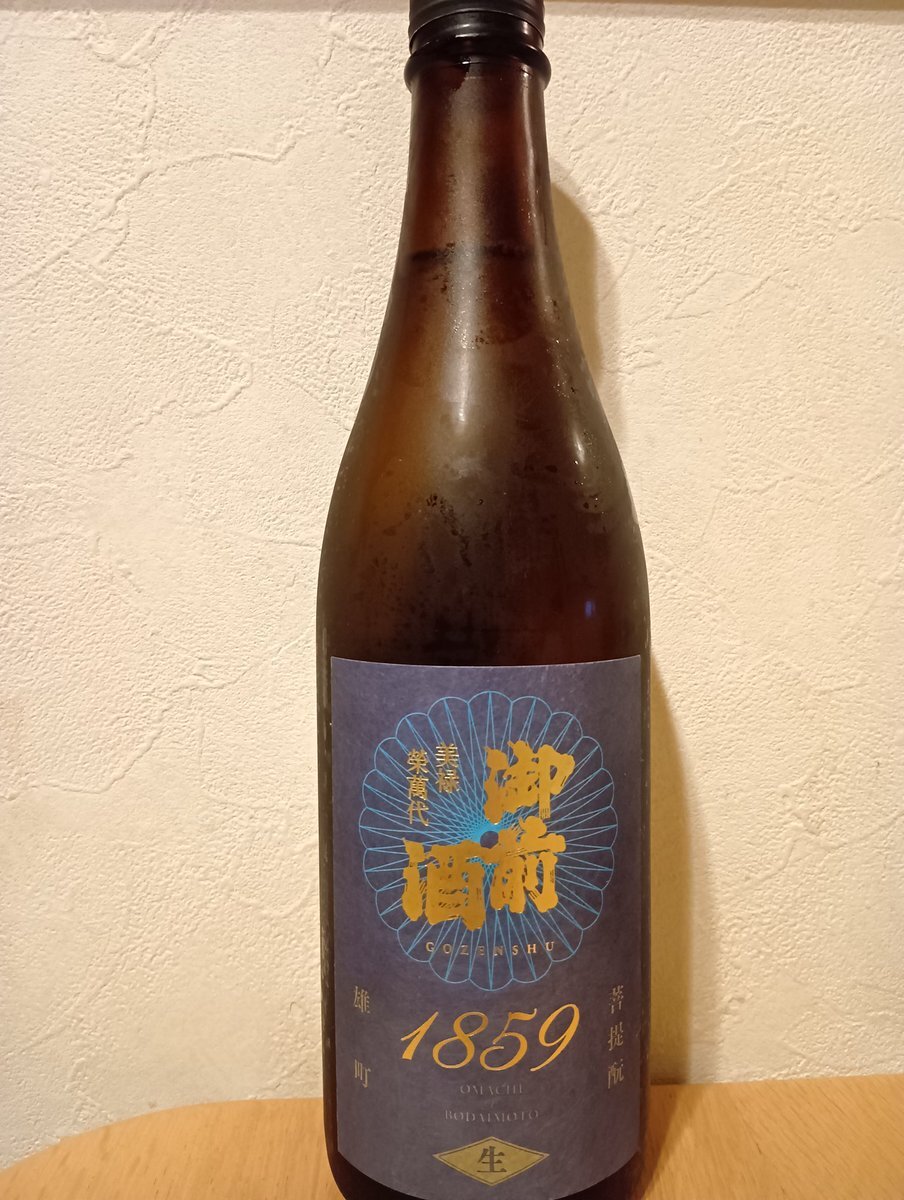 御前
酒
美禄
榮萬代
GOZENSHU
1859
菩提酛
雄町
OMACHI
BODAIMOTO
生